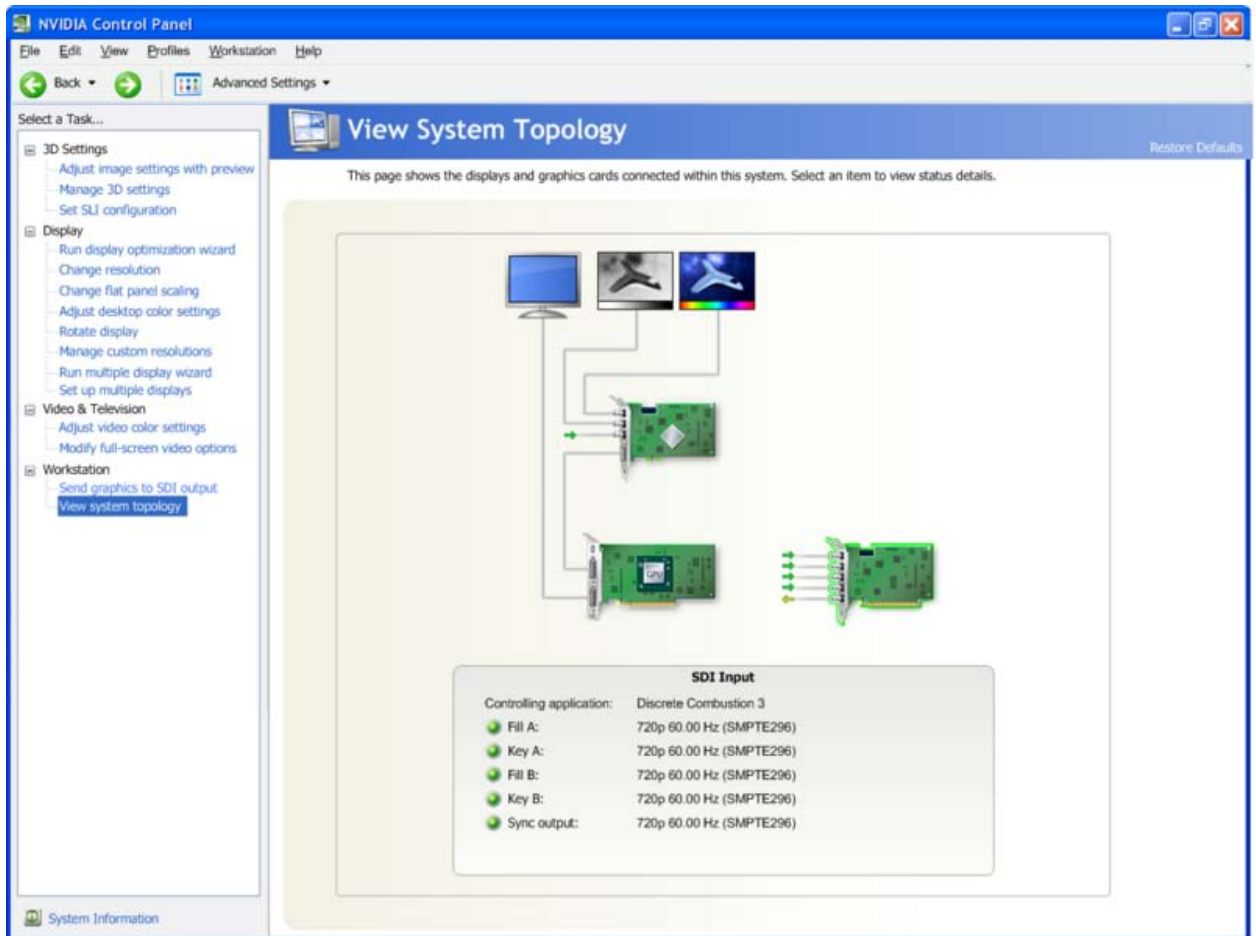 NVIDIA Control Panel
File Edit View Profiles Workstation Help
Back Advanced Settings
Select a Task...
3D Settings
Adjust image settings with preview
Manage 3D settings
Set SLI configuration
Display
Run display optimization wizard
Change resolution
Change flat panel scaling
Adjust desktop color settings
Rotate display
Manage custom resolutions
Run multiple display wizard
Set up multiple displays
Video & Television
Adjust video color settings
Modify full-screen video options
Workstation
Send graphics to SDI output
View system topology
System Information
View System Topology
Restore Defaults
This page shows the displays and graphics cards connected within this system. Select an item to view status details.
GPU
SDI Input
Controlling application: Discrete Combustion 3
Fill A: 720p 60.00 Hz (SMPTE296)
Key A: 720p 60.00 Hz (SMPTE296)
Fill B: 720p 60.00 Hz (SMPTE296)
Key B: 720p 60.00 Hz (SMPTE296)
Sync output: 720p 60.00 Hz (SMPTE296)